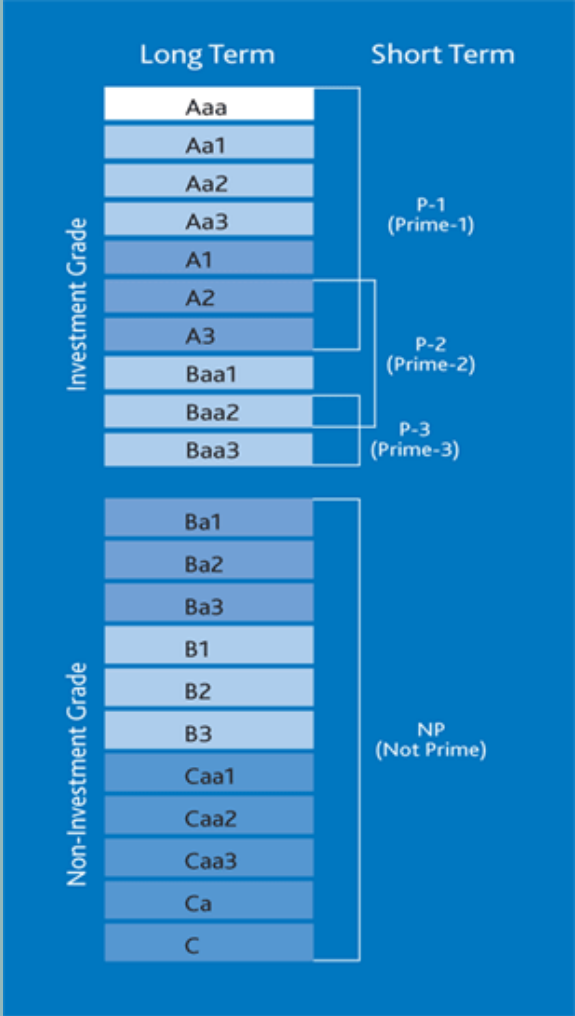 Long Term Short Term
Investment Grade
Aaa
Aa1
Aa2
Aa3
A1
A2
A3
Baa1
Baa2
Baa3
P-1
(Prime-1)
P-2
(Prime-2)
P-3
(Prime-3)
Non-Investment Grade
Ba1
Ba2
Ba3
B1
B2
B3
Caa1
Caa2
Caa3
Ca
C
NP
(Not Prime)